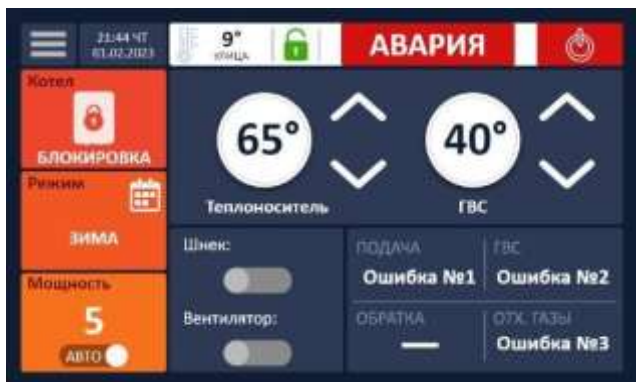 21:44 ЧТ
01.02.2023
9°
УЛИЦА
АВАРИЯ
Котел
БЛОКИРОВКА
65°
Теплоноситель
40°
ГВС
Режим
ЗИМА
Шнек:
ПОДАЧА
Ошибка №1
ГВС
Ошибка №2
Мощность
5
АВТО
Вентилятор:
ОБРАТКА
—
ОТХ. ГАЗЫ
Ошибка №3